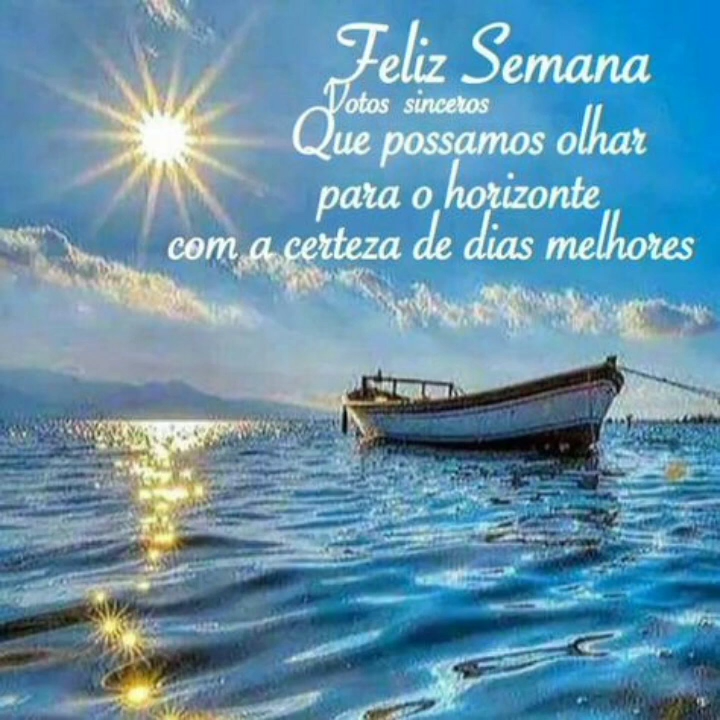 Feliz Semana
Votos sinceros
Que possamos olhar
para o horizonte
com a certeza de dias melhores